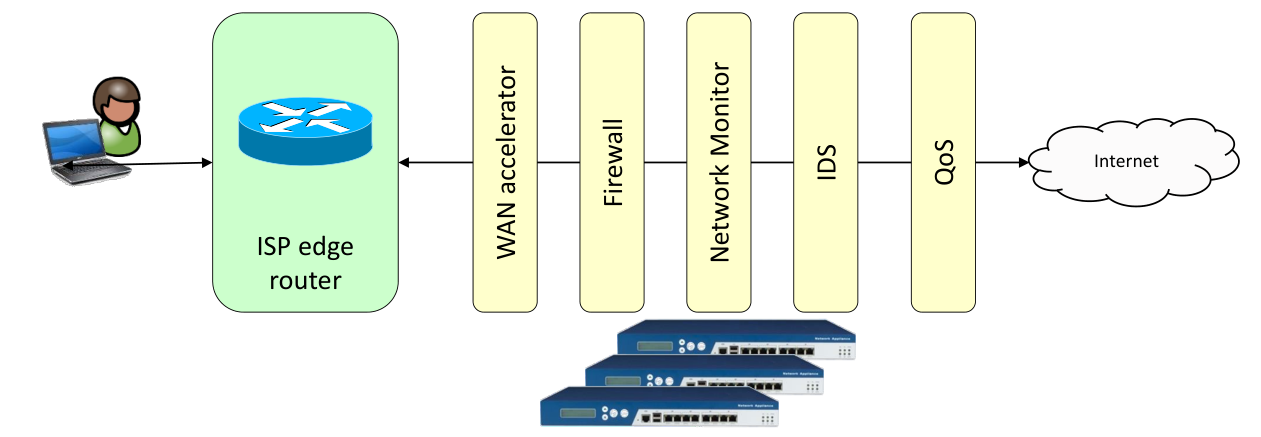 ISP edge
router
WAN accelerator
Firewall
Network Monitor
IDS
QoS
Internet
Network Appliance
Network Appliance
Network Appliance